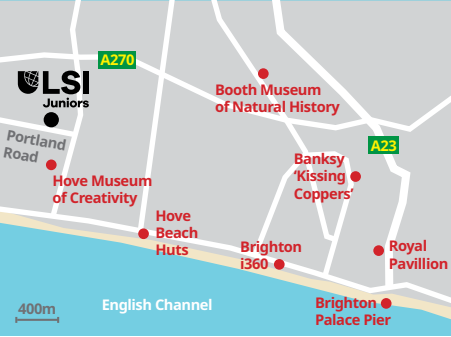 A270
ULSI
Juniors
Portland
Road
Booth Museum
of Natural History
A23
Hove Museum
of Creativity
Banksy
‘Kissing
Coppers’
Hove
Beach
Huts
Brighton
i360
Royal
Pavillion
English Channel
400m
Brighton
Palace Pier